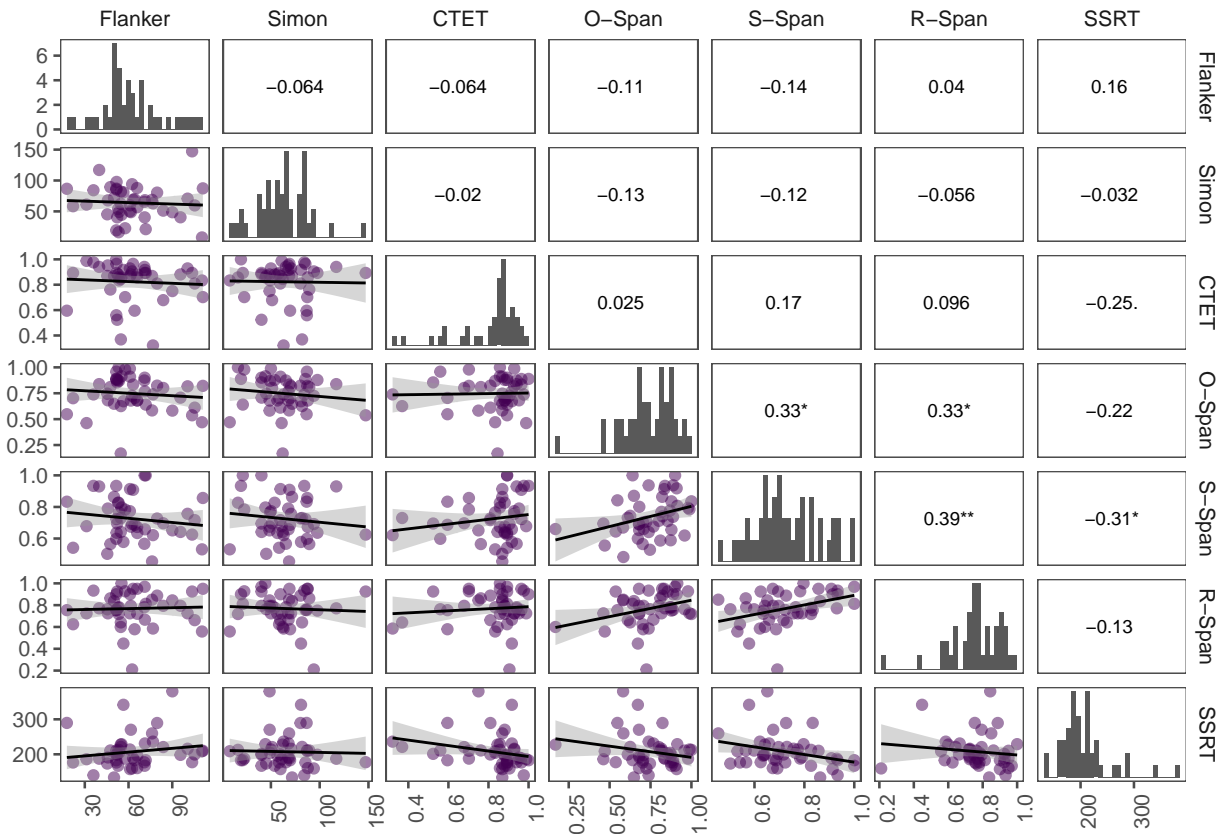 Flanker Simon CTET O−Span S−Span R−Span SSRT
6
4
2
0
−0.064 −0.064 −0.11 −0.14 0.04 0.16
Flanker
150
100
50
−0.02 −0.13 −0.12 −0.056 −0.032
Simon
1.0
0.8
0.6
0.4
0.025 0.17 0.096 −0.25.
CTET
1.00
0.75
0.50
0.25
0.33* 0.33* −0.22
O−Span
1.0
0.8
0.6
0.39** −0.31*
S−Span
1.0
0.8
0.6
0.4
0.2
−0.13
R−Span
300
200
SSRT
30 60 90 50 100 150 0.4 0.6 0.8 1.0 0.25 0.50 0.75 1.00 0.6 0.8 1.0 0.2 0.4 0.6 0.8 1.0 200 300